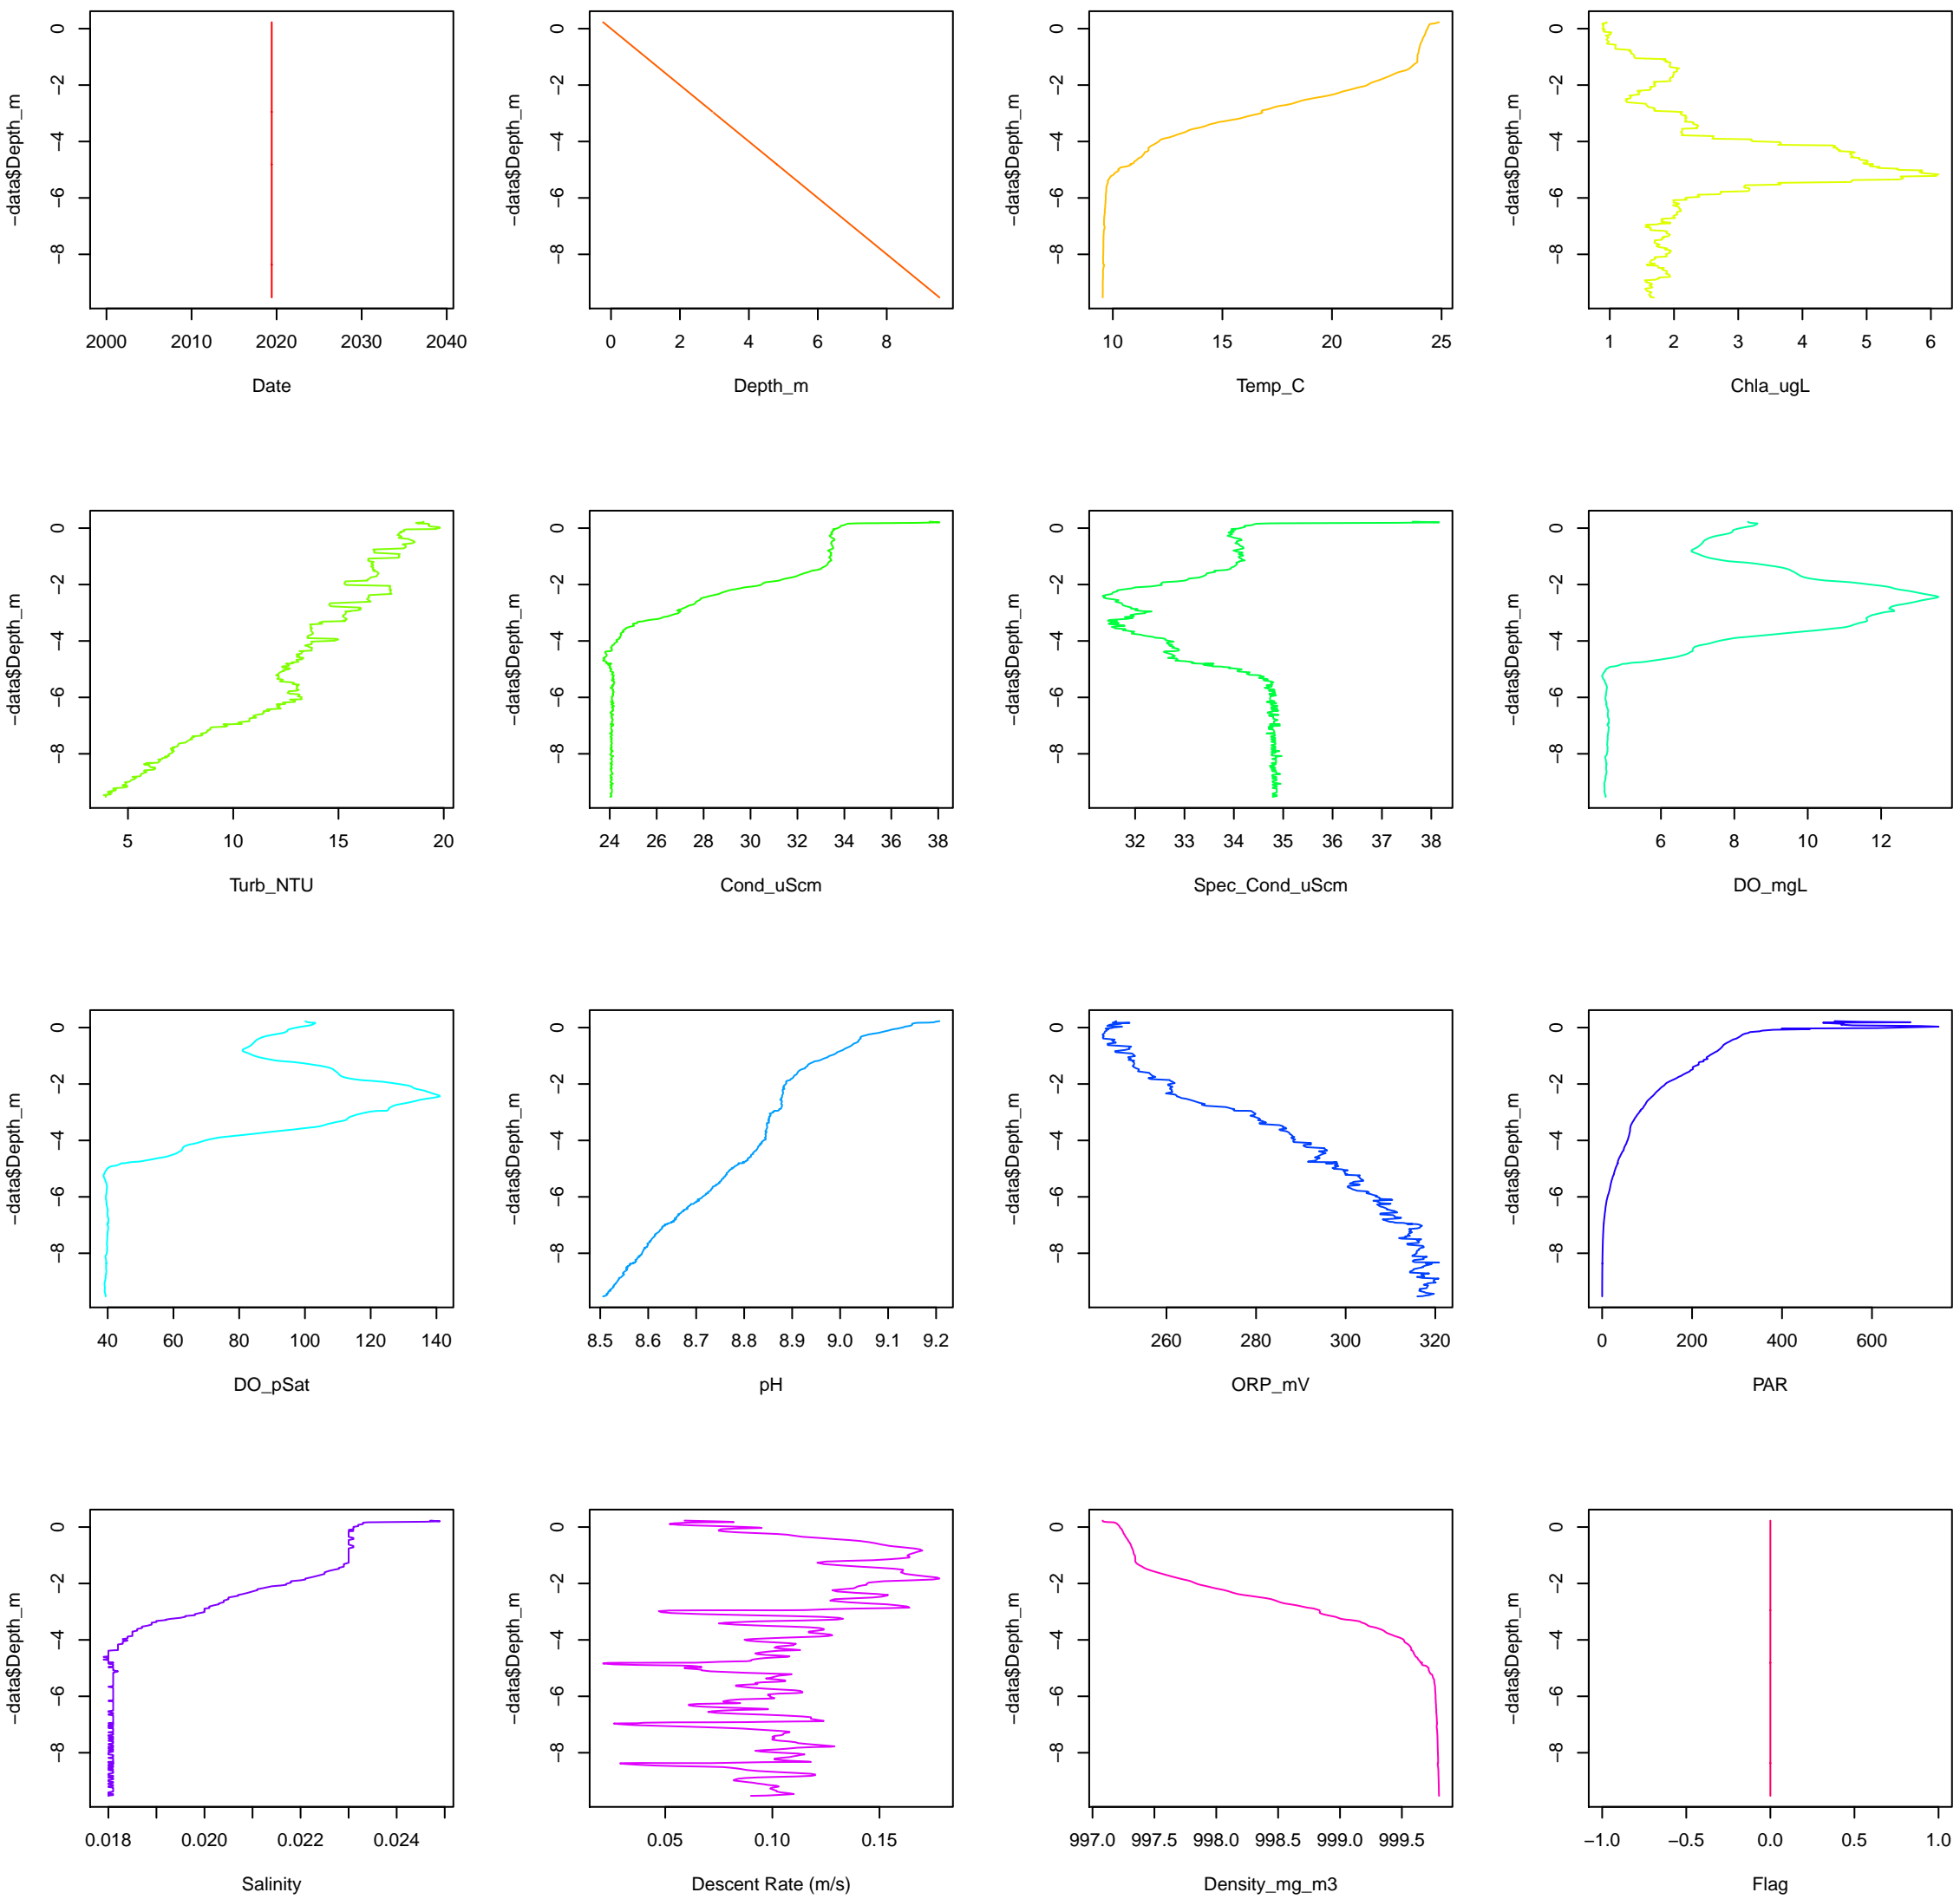 -data$Depth_m
0 -2 -4 -6 -8
2000 2010 2020 2030 2040
Date
-data$Depth_m
0 -2 -4 -6 -8
0 2 4 6 8
Depth_m
-data$Depth_m
0 -2 -4 -6 -8
10 15 20 25
Temp_C
-data$Depth_m
0 -2 -4 -6 -8
1 2 3 4 5 6
Chla_ugL
-data$Depth_m
0 -2 -4 -6 -8
5 10 15 20
Turb_NTU
-data$Depth_m
0 -2 -4 -6 -8
24 26 28 30 32 34 36 38
Cond_uScm
-data$Depth_m
0 -2 -4 -6 -8
32 33 34 35 36 37 38
Spec_Cond_uScm
-data$Depth_m
0 -2 -4 -6 -8
6 8 10 12
DO_mgL
-data$Depth_m
0 -2 -4 -6 -8
40 60 80 100 120 140
DO_pSat
-data$Depth_m
0 -2 -4 -6 -8
8.5 8.6 8.7 8.8 8.9 9.0 9.1 9.2
pH
-data$Depth_m
0 -2 -4 -6 -8
260 280 300 320
ORP_mV
-data$Depth_m
0 -2 -4 -6 -8
0 200 400 600
PAR
-data$Depth_m
0 -2 -4 -6 -8
0.018 0.020 0.022 0.024
Salinity
-data$Depth_m
0 -2 -4 -6 -8
0.05 0.10 0.15
Descent Rate (m/s)
-data$Depth_m
0 -2 -4 -6 -8
997.0 997.5 998.0 998.5 999.0 999.5
Density_mg_m3
-data$Depth_m
0 -2 -4 -6 -8
-1.0 -0.5 0.0 0.5 1.0
Flag